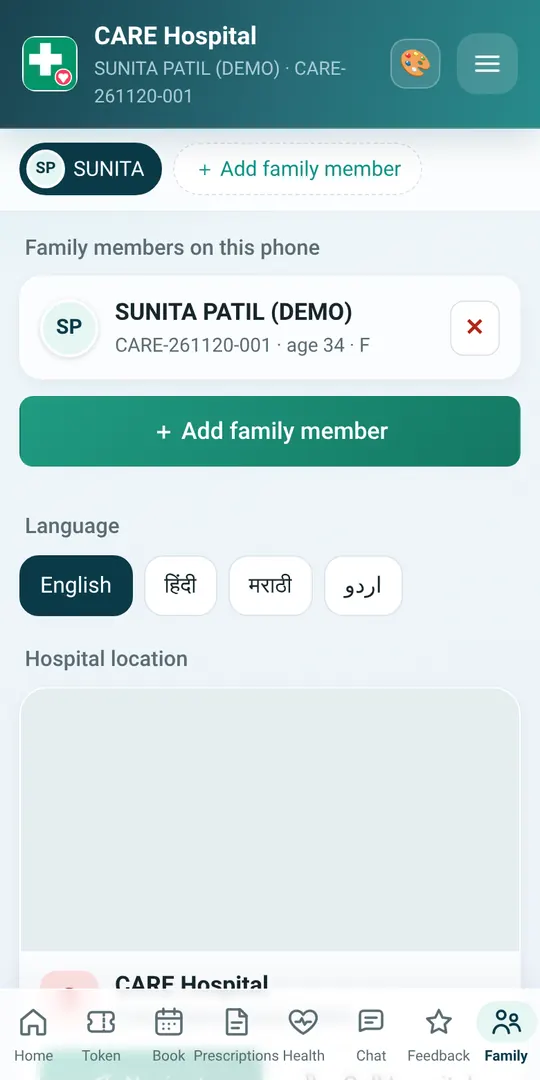 CARE Hospital
SUNITA PATIL (DEMO) · CARE-
261120-001
SP SUNITA
+ Add family member
Family members on this phone
SP
SUNITA PATIL (DEMO)
CARE-261120-001 · age 34 · F
+ Add family member
Language
English हिंदी मराठी اردو
Hospital location
CARE Hospital
Home Token Book Prescriptions Health Chat Feedback Family